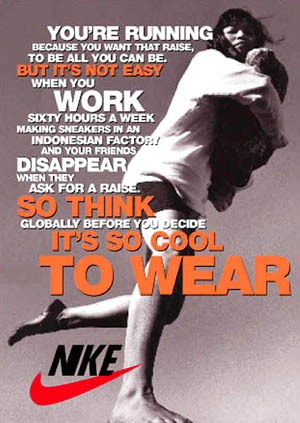 YOU'RE RUNNING
BECAUSE YOU WANT THAT RAISE,
TO BE ALL YOU CAN BE.
BUT IT'S NOT EASY
WHEN YOU
WORK
SIXTY HOURS A WEEK
MAKING SNEAKERS IN AN
INDONESIAN FACTORY
AND YOUR FRIENDS
DISAPPEAR
WHEN THEY
ASK FOR A RAISE.
SO THINK
GLOBALLY BEFORE YOU DECIDE
IT'S SO COOL
TO WEAR
NIKE